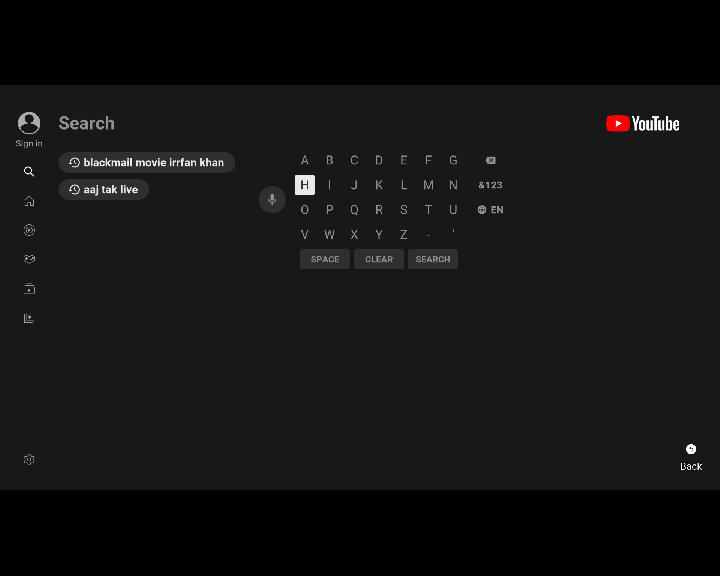 Search
YouTube
Sign in
blackmail movie irrfan khan
aaj tak live
A B C D E F G
H I J K L M N &123
O P Q R S T U EN
V W X Y Z - '
SPACE CLEAR SEARCH
Back